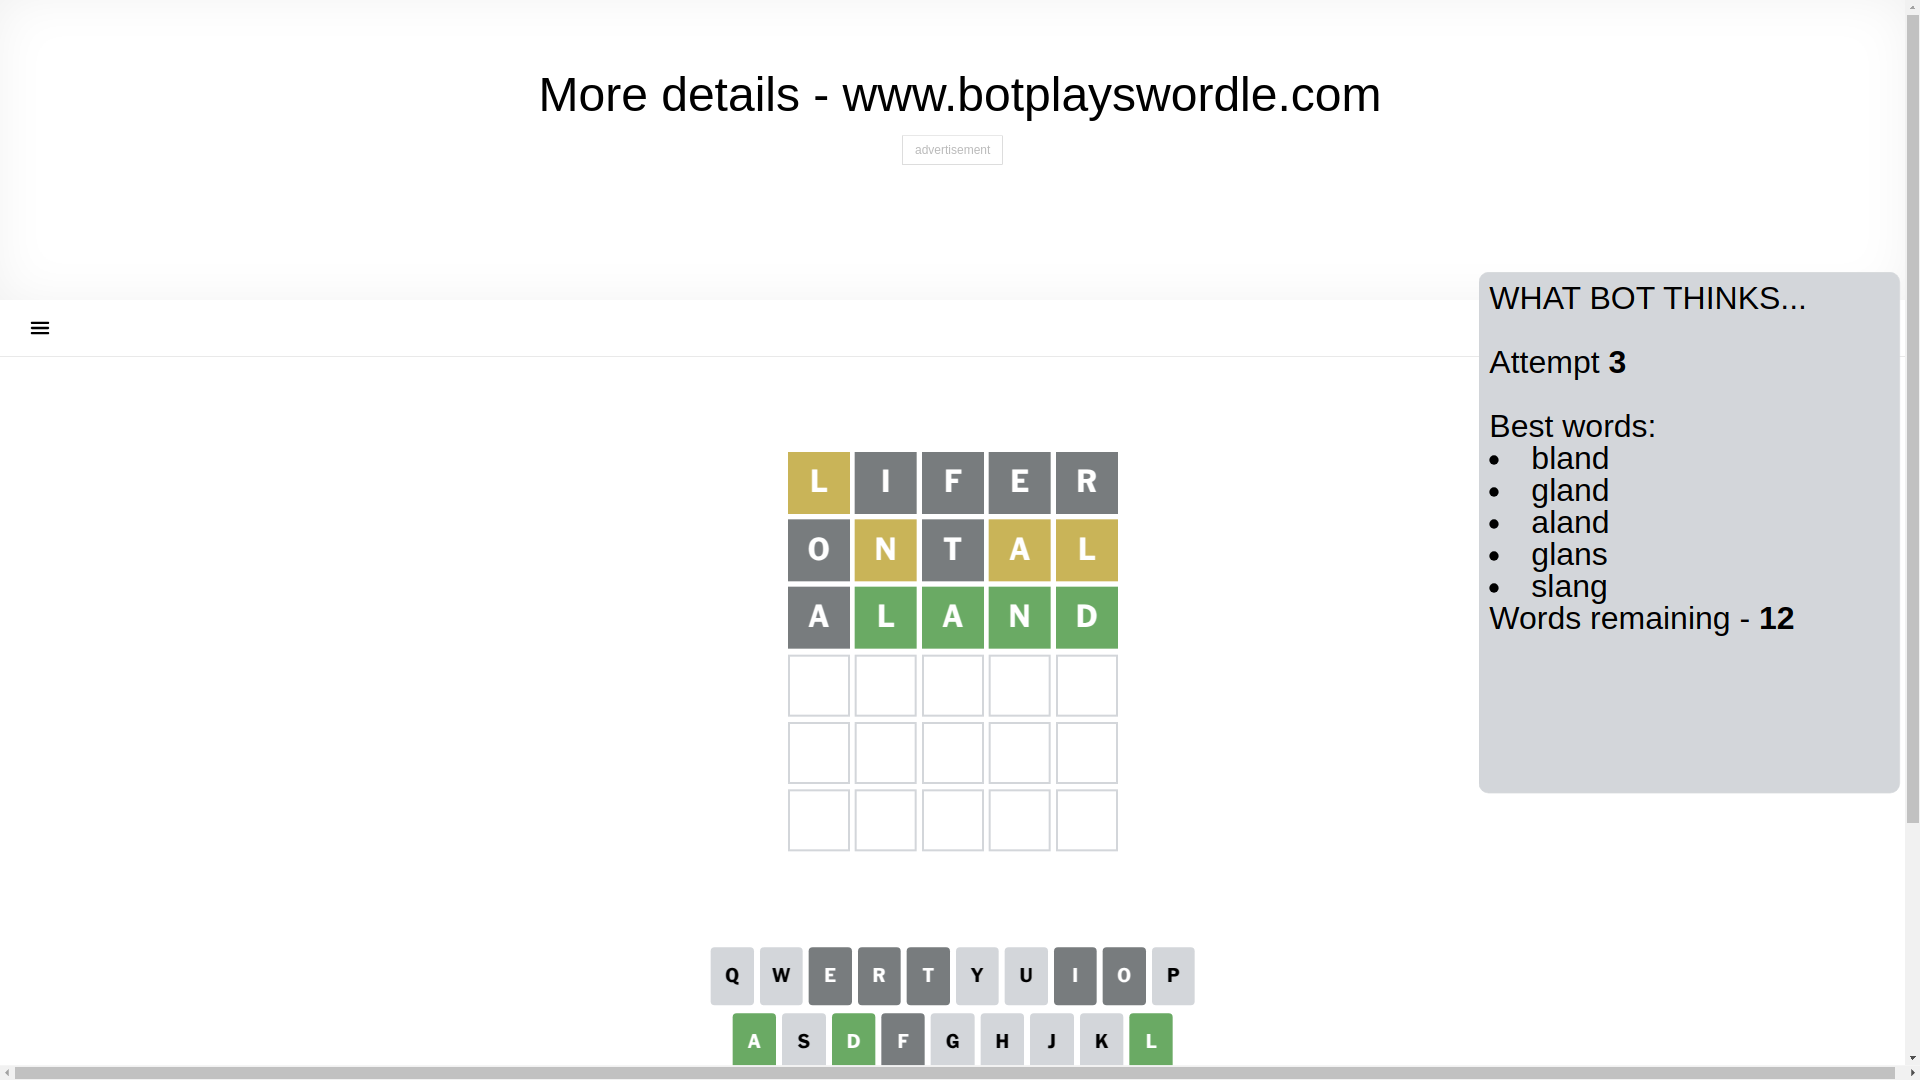 More details - www.botplayswordle.com
advertisement
WHAT BOT THINKS...
Attempt 3
Best words:
bland
gland
aland
glans
slang
Words remaining - 12
L I F E R
O N T A L
A L A N D
Q W E R T Y U I O P
A S D F G H J K L